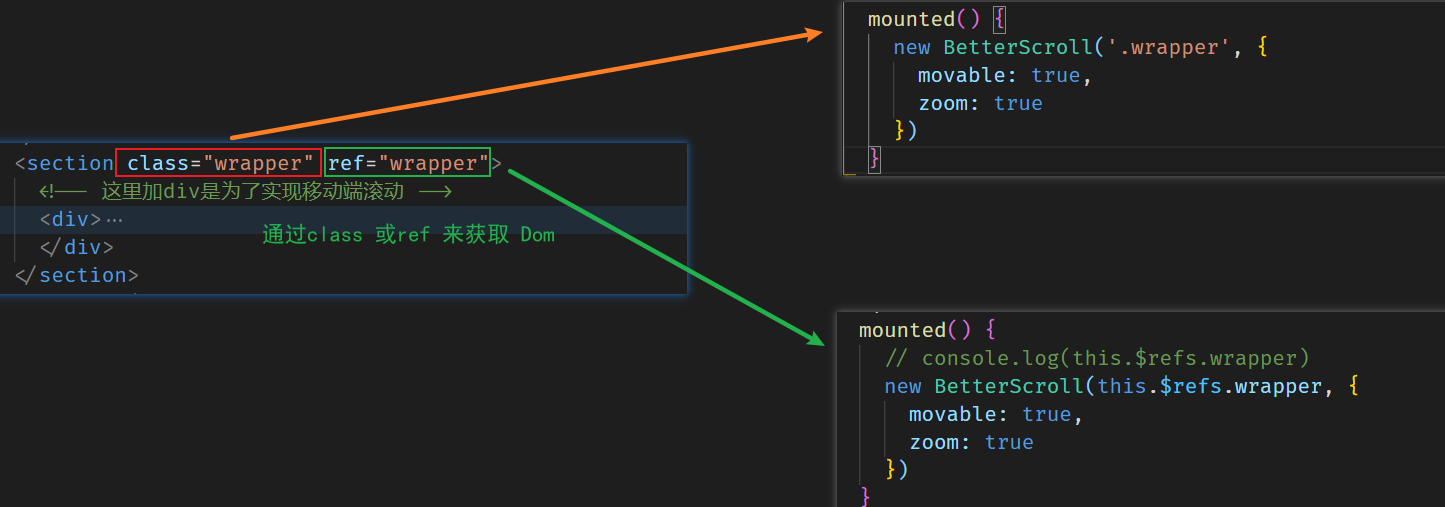 <section class="wrapper" ref="wrapper">
<!-- 这里加div是为了实现移动端滚动 -->
<div>…
</div>
</section>
通过class 或ref 来获取 Dom
mounted() {
new BetterScroll('.wrapper', {
movable: true,
zoom: true
})
}
mounted() {
// console.log(this.$refs.wrapper)
new BetterScroll(this.$refs.wrapper, {
movable: true,
zoom: true
})
}